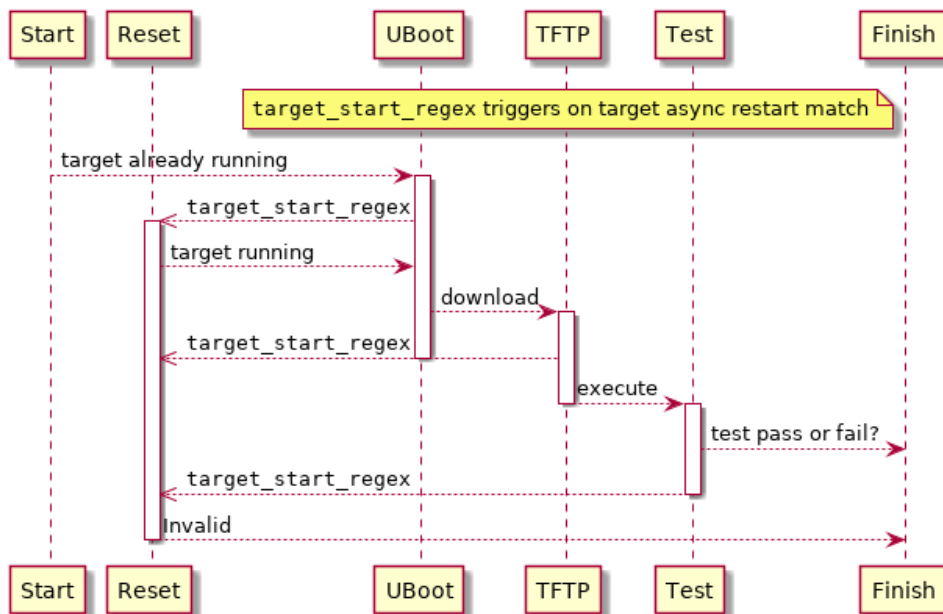 Start Reset UBoot TFTP Test Finish
target_start_regex triggers on target async restart match
target already running
target_start_regex
target running
download
target_start_regex
execute
test pass or fail?
target_start_regex
Invalid
Start Reset UBoot TFTP Test Finish